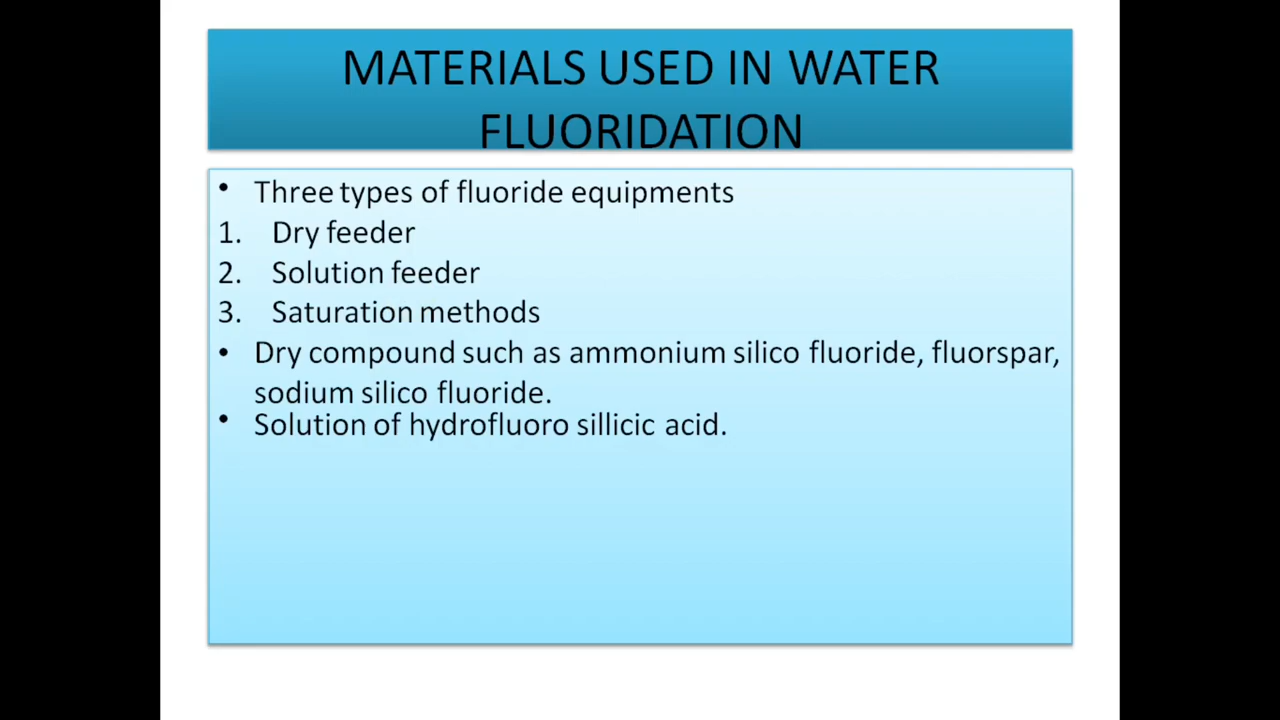 MATERIALS USED IN WATER
FLUORIDATION
• Three types of fluoride equipments
1. Dry feeder
2. Solution feeder
3. Saturation methods
• Dry compound such as ammonium silico fluoride, fluorspar,
sodium silico fluoride.
• Solution of hydrofluoro sillicic acid.